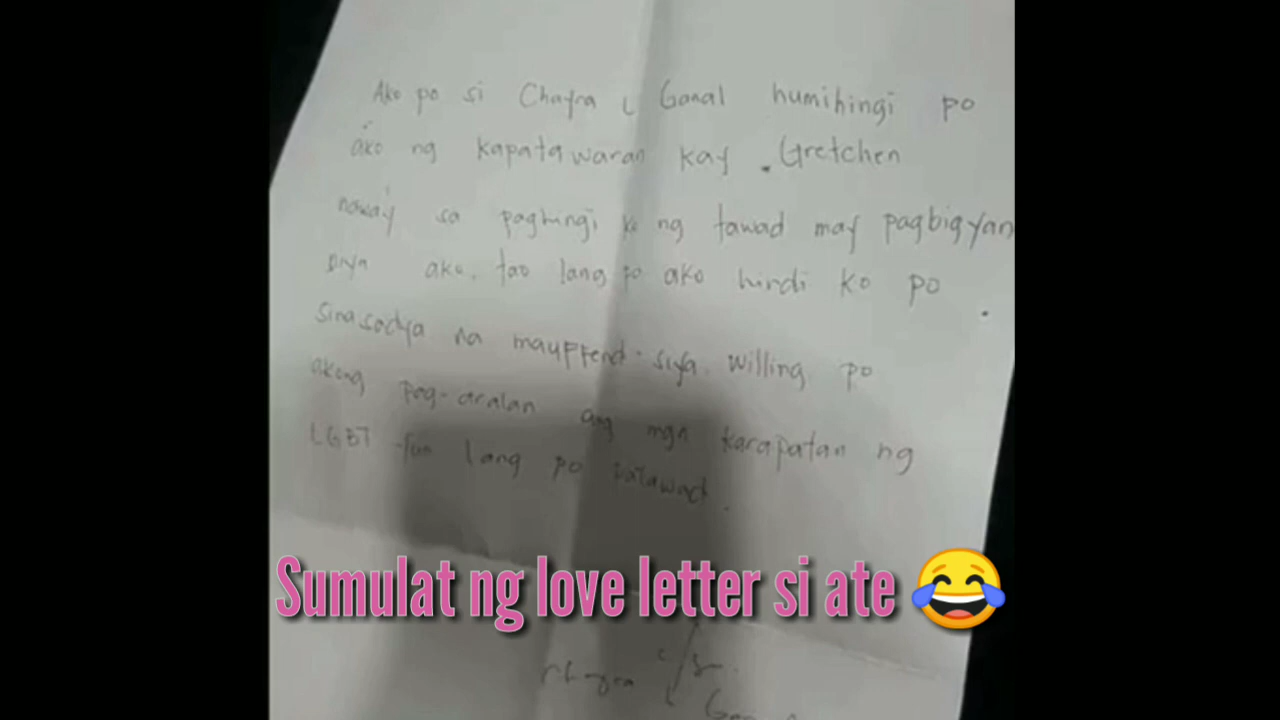 Ako po si Chayra L Ganal humihingi po
ako ng kapatawaran kay . Gretchen
naway sa paghingi ko ng tawad may pagbigyan
niya ako. tao lang po ako hindi ko po
sinasadya na mauffend siya. willing po
akong pag-aralan ang mga karapatan ng
LGBT lang po patawad.
Sumulat ng love letter si ate 😂